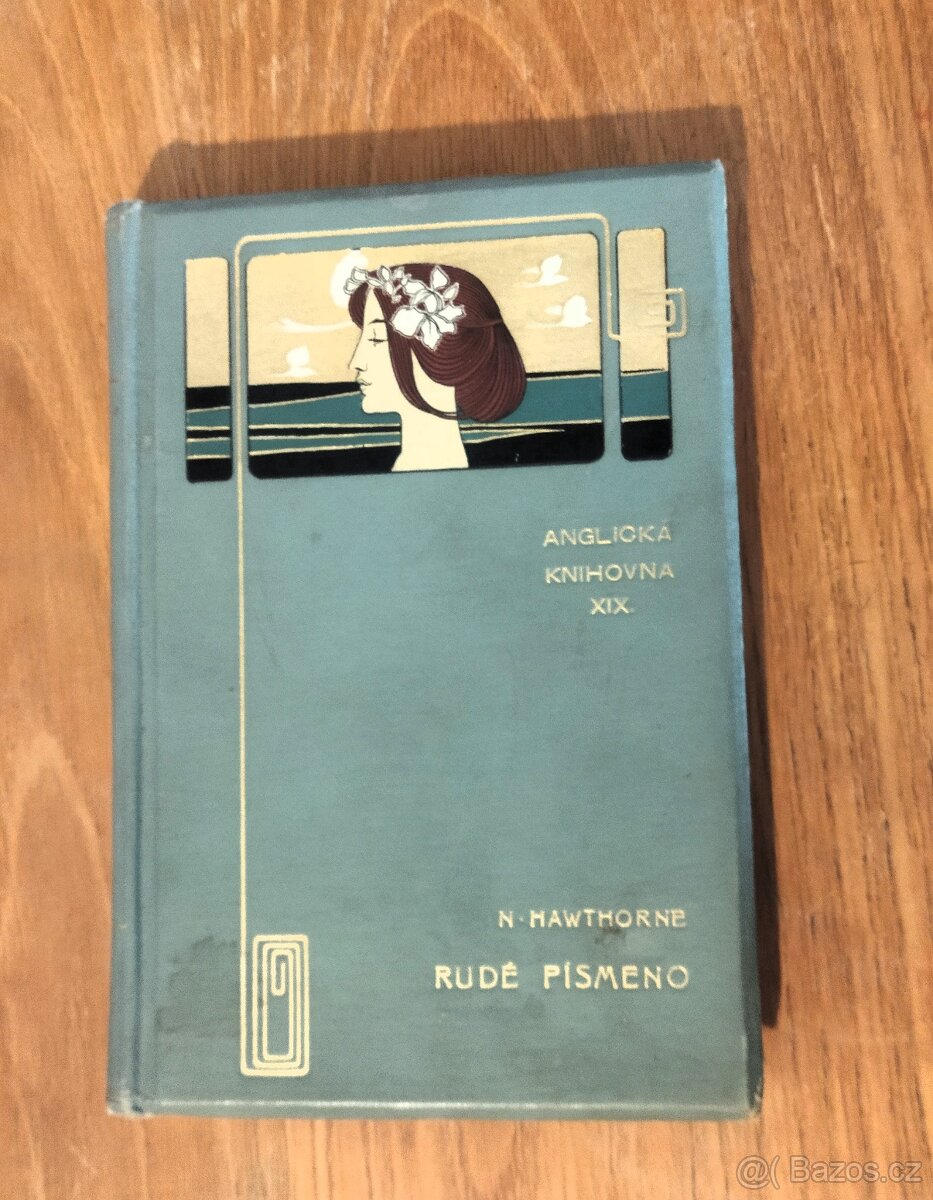 ANGLICKÁ
KNIHOVNA
XIX.
N·HAWTHORNE
RUDÉ PÍSMENO
@( Bazos.cz